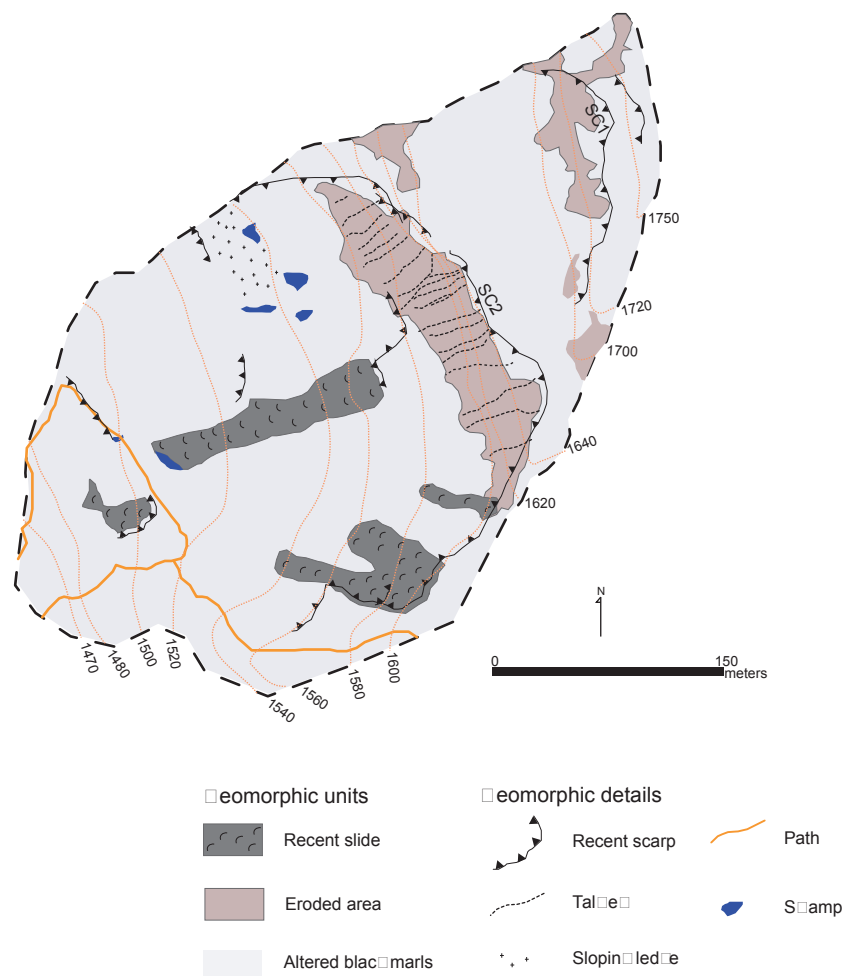 SC1
1750
SC2
1720
1700
1640
1620
N
0 150
meters
1470
1480
1500
1520
1540
1560
1580
1600
□eomorphic units
□eomorphic details
Recent slide
Recent scarp
Path
Eroded area
Tal□e□
S□amp
Altered blac□ marls
Slopin□ led□e